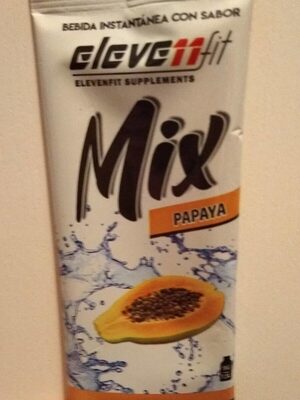 BEBIDA INSTANTÁNEA CON SABOR
eleve11fit
ELEVENFIT SUPPLEMENTS
Mix
PAPAYA